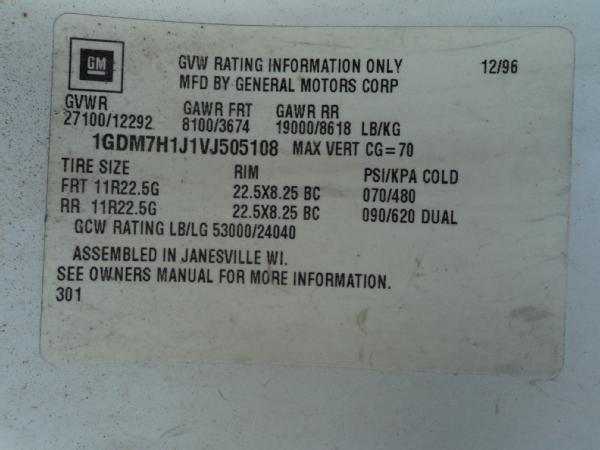 GM
GVW RATING INFORMATION ONLY 12/96
MFD BY GENERAL MOTORS CORP
GVWR GAWR FRT GAWR RR
27100/12292 8100/3674 19000/8618 LB/KG
1GDM7H1J1VJ505108 MAX VERT CG=70
TIRE SIZE RIM PSI/KPA COLD
FRT 11R22.5G 22.5X8.25 BC 070/480
RR 11R22.5G 22.5X8.25 BC 090/620 DUAL
GCW RATING LB/LG 53000/24040
ASSEMBLED IN JANESVILLE WI.
SEE OWNERS MANUAL FOR MORE INFORMATION.
301